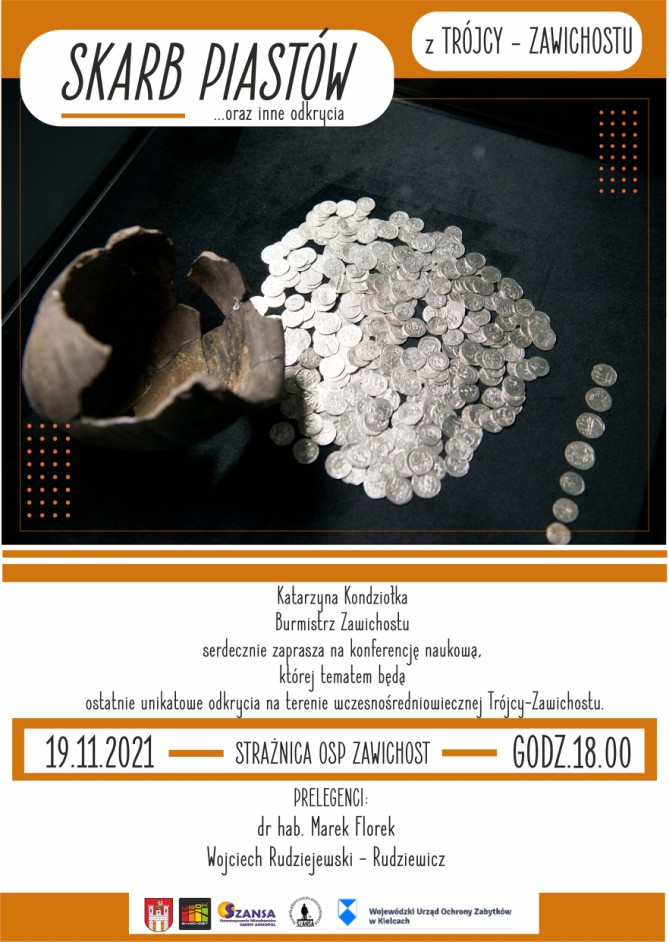 z TRÓJCY - ZAWICHOSTU
SKARB PIASTÓW
...oraz inne odkrycia
Katarzyna Kondziołka
Burmistrz Zawichostu
serdecznie zaprasza na konferencję naukową,
której tematem będą
ostatnie unikatowe odkrycia na terenie wczesnośredniowiecznej Trójcy-Zawichostu.
19.11.2021 STRAŻNICA OSP ZAWICHOST GODZ.18.00
PRELEGENCI:
dr hab. Marek Florek
Wojciech Rudziejewski - Rudziewicz
SZANSA
Wojewódzki Urząd Ochrony Zabytków
w Kielcach